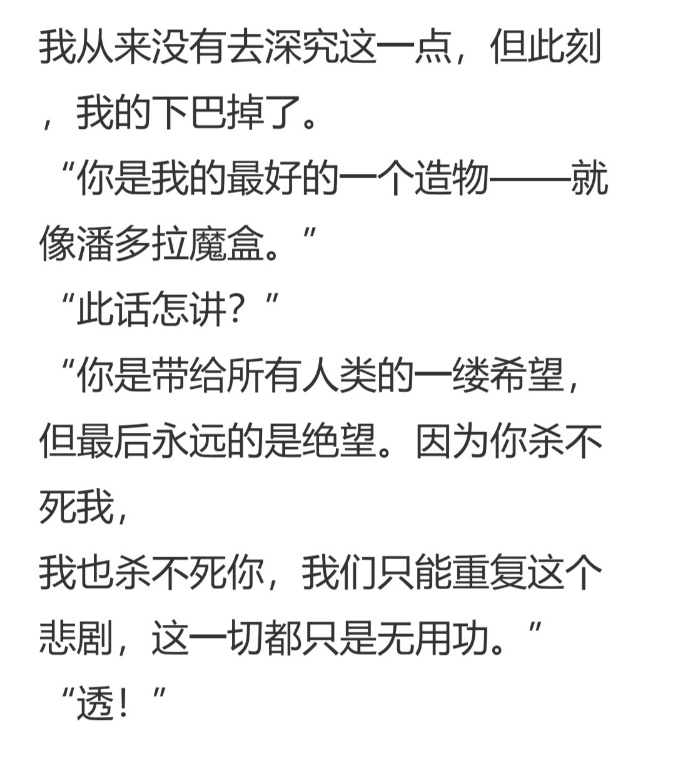 我从来没有去深究这一点，但此刻
，我的下巴掉了。
“你是我的最好的一个造物——就
像潘多拉魔盒。”
“此话怎讲？”
“你是带给所有人类的一缕希望，
但最后永远的是绝望。因为你杀不
死我，
我也杀不死你，我们只能重复这个
悲剧，这一切都只是无用功。”
“透！”